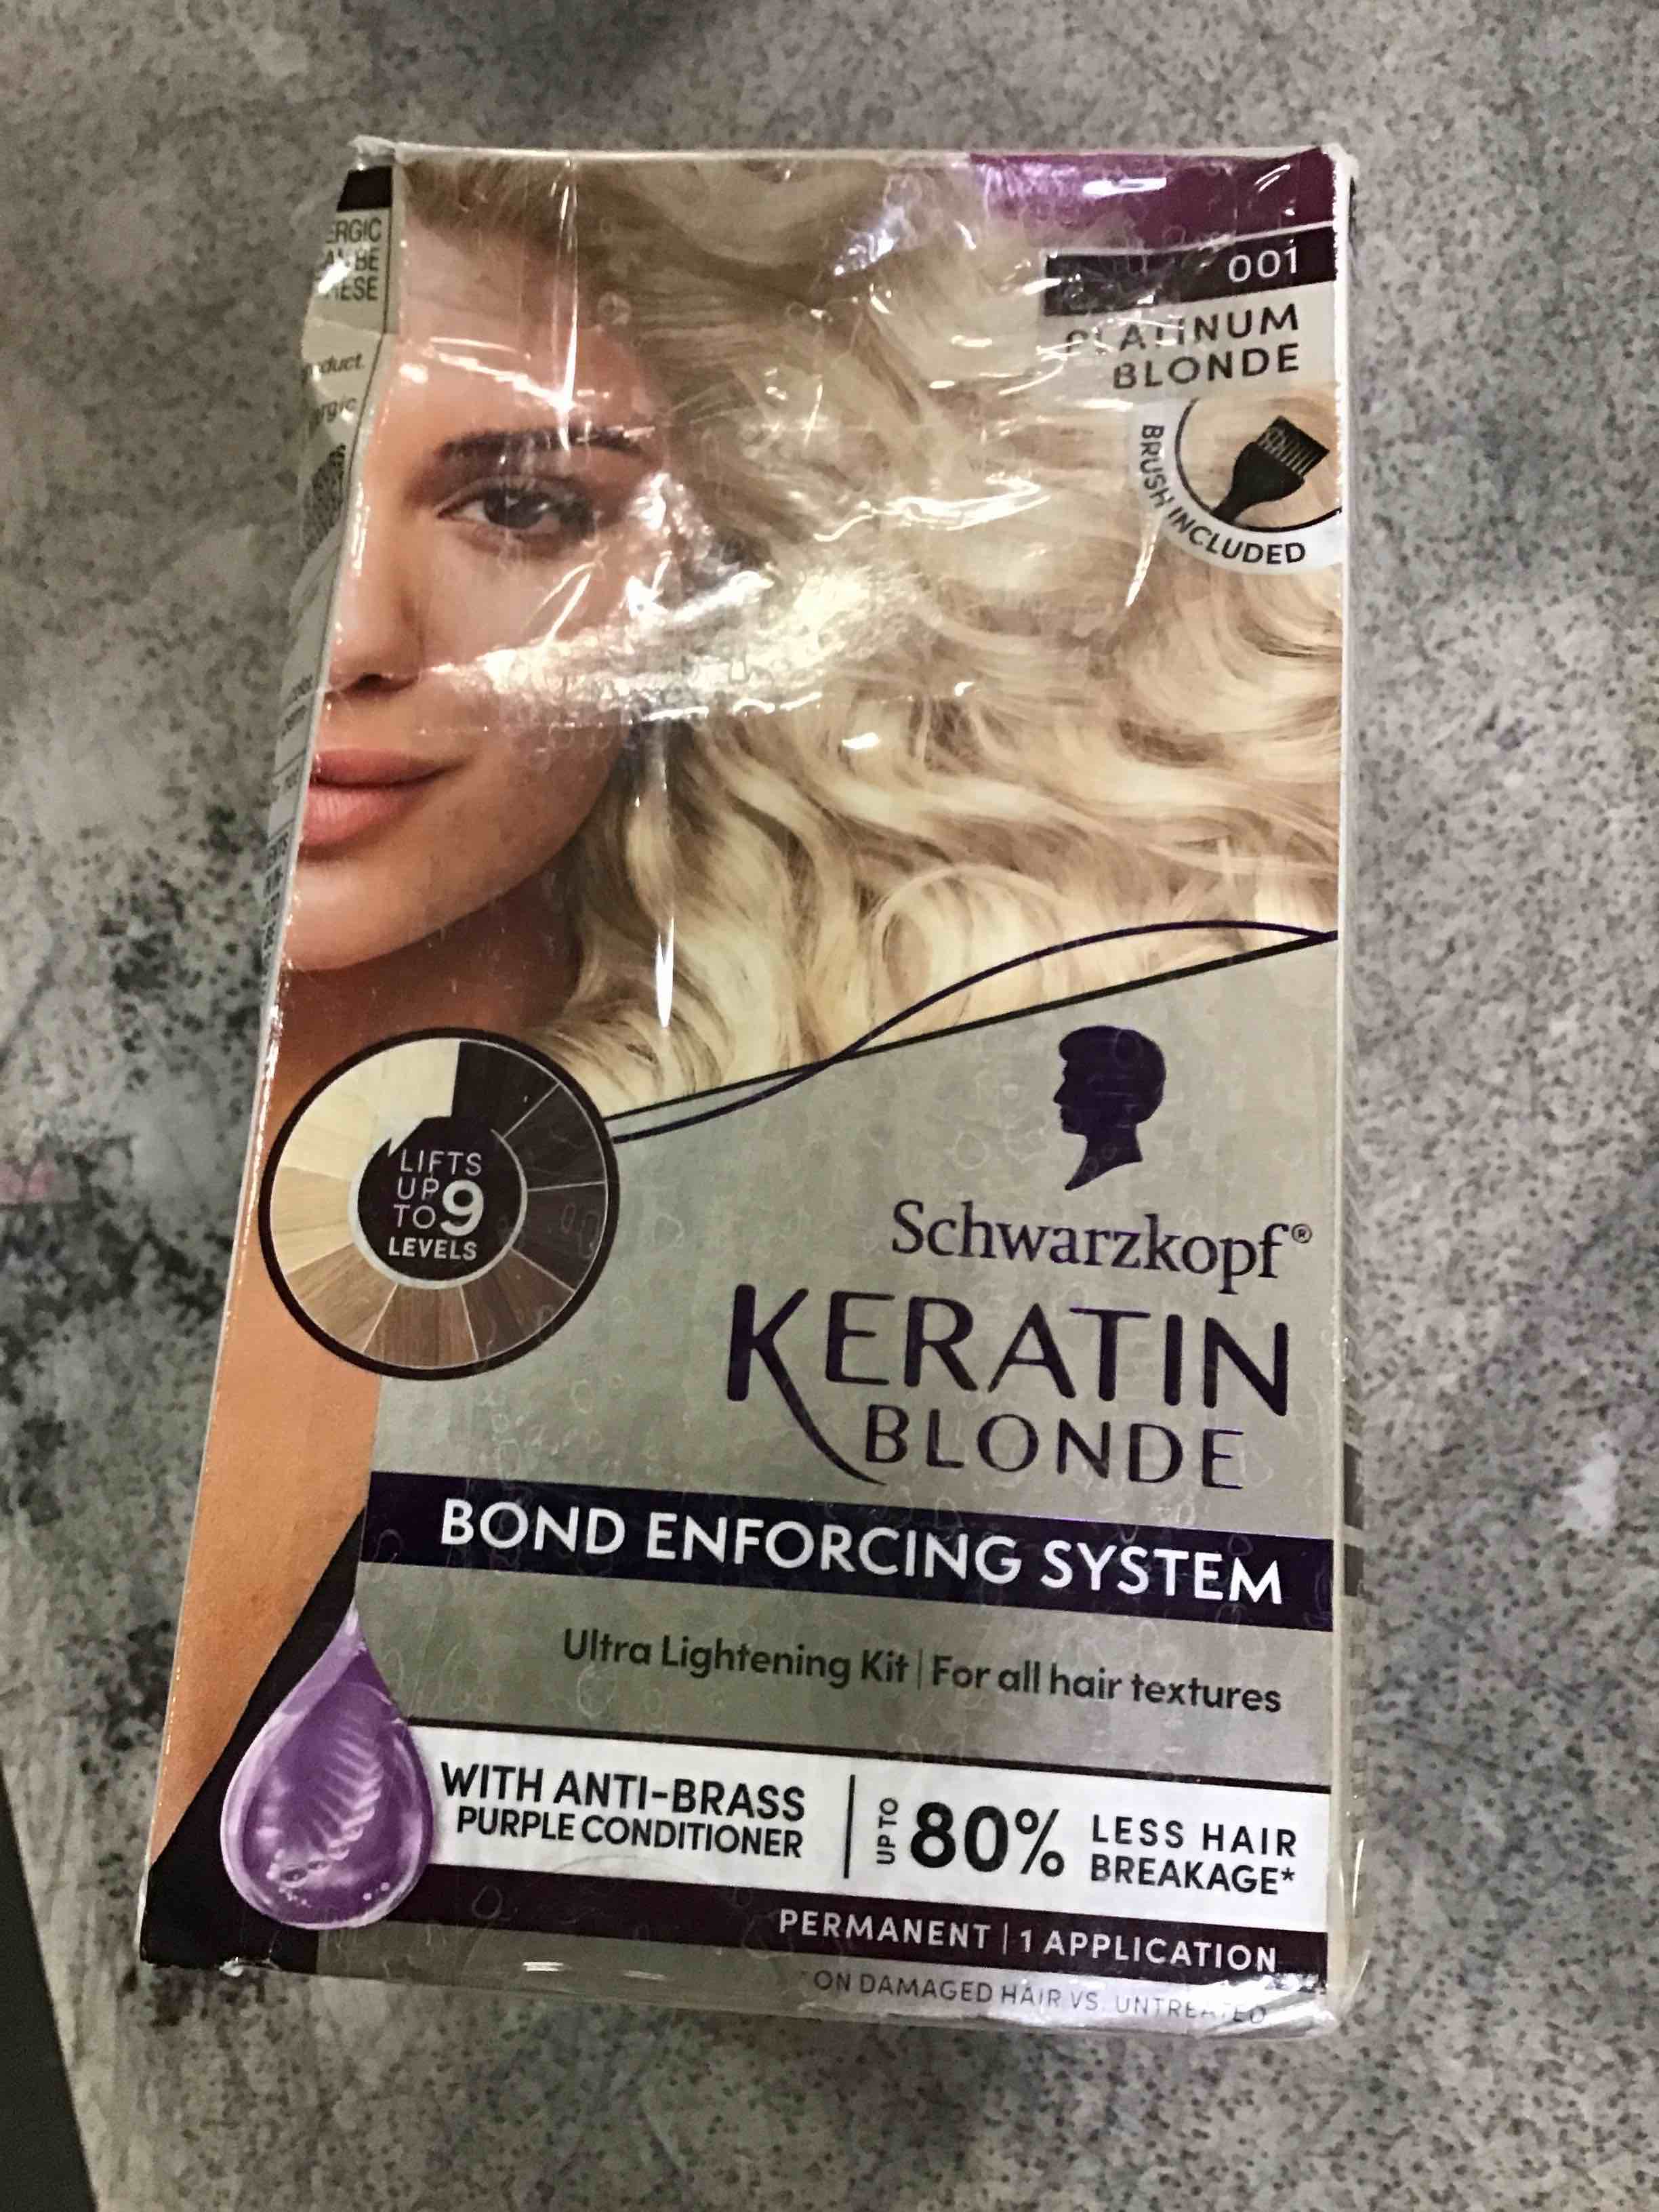 001
PLATINUM
BLONDE
BRUSH INCLUDED
LIFTS
UP
TO 9
LEVELS
Schwarzkopf®
KERATIN
BLONDE
BOND ENFORCING SYSTEM
Ultra Lightening Kit | For all hair textures
WITH ANTI-BRASS
PURPLE CONDITIONER
UP TO 80% LESS HAIR
BREAKAGE*
PERMANENT | 1 APPLICATION
*ON DAMAGED HAIR VS. UNTREATED